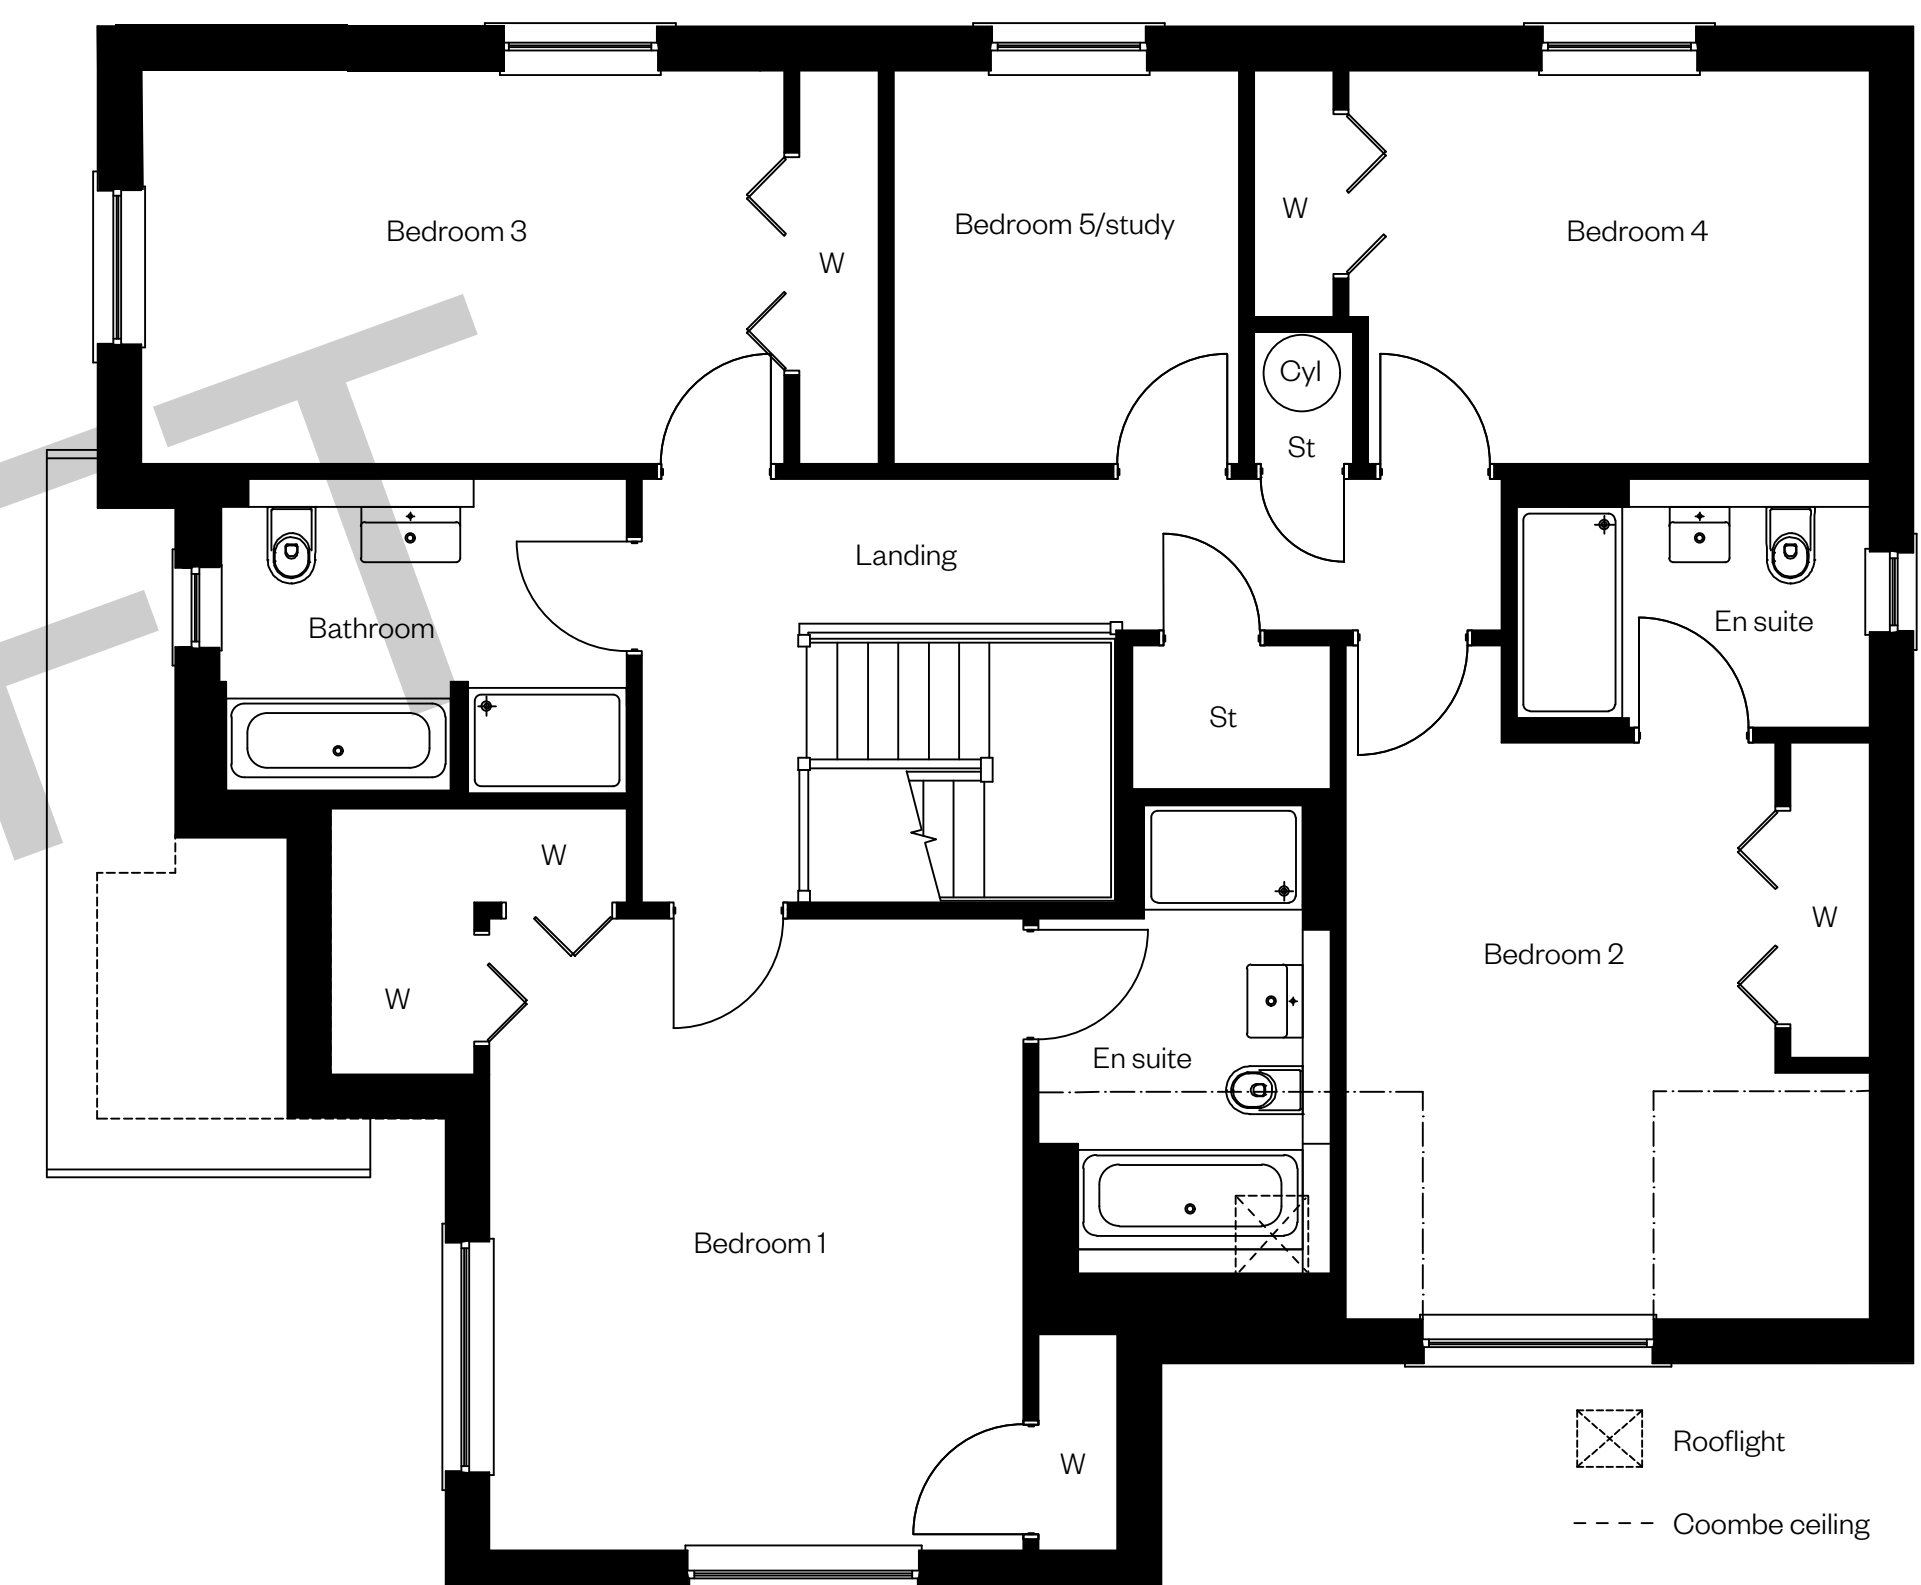 Bedroom 3
W
Bedroom 5/study
W
Bedroom 4
Cyl
St
Landing
Bathroom
En suite
St
W
W
W
Bedroom 2
En suite
Bedroom 1
W
Rooflight
Coombe ceiling
FT